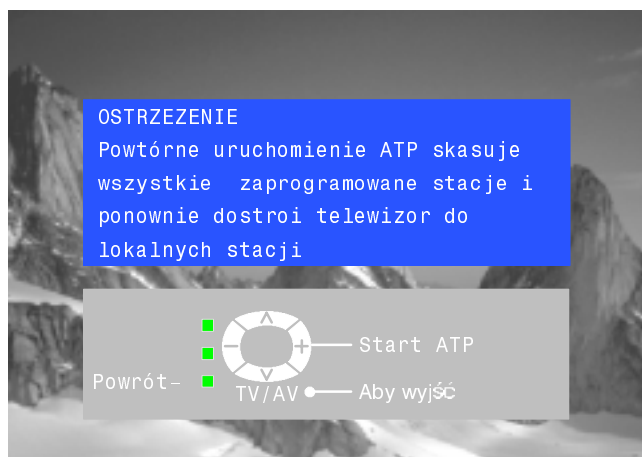 OSTRZEZENIE
Powtórne uruchomienie ATP skasuje
wszystkie zaprogramowane stacje i
ponownie dostroi telewizor do
lokalnych stacji
Start ATP
Powrót–
TV/AV Aby wyjść